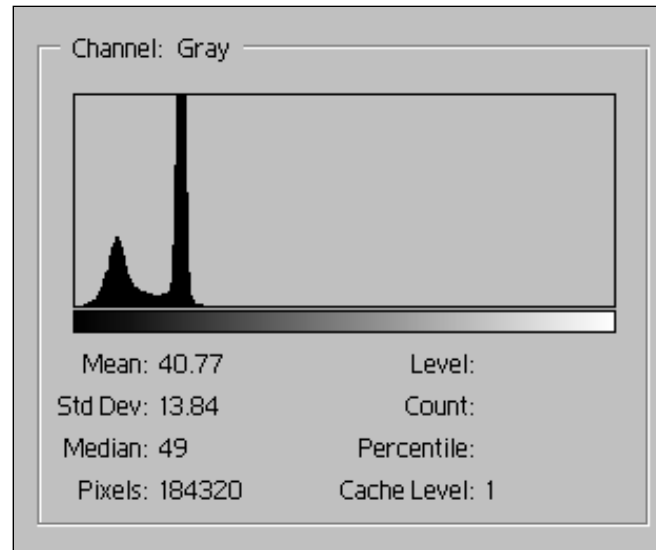 Channel: Gray
Mean: 40.77 Level:
Std Dev: 13.84 Count:
Median: 49 Percentile:
Pixels: 184320 Cache Level: 1